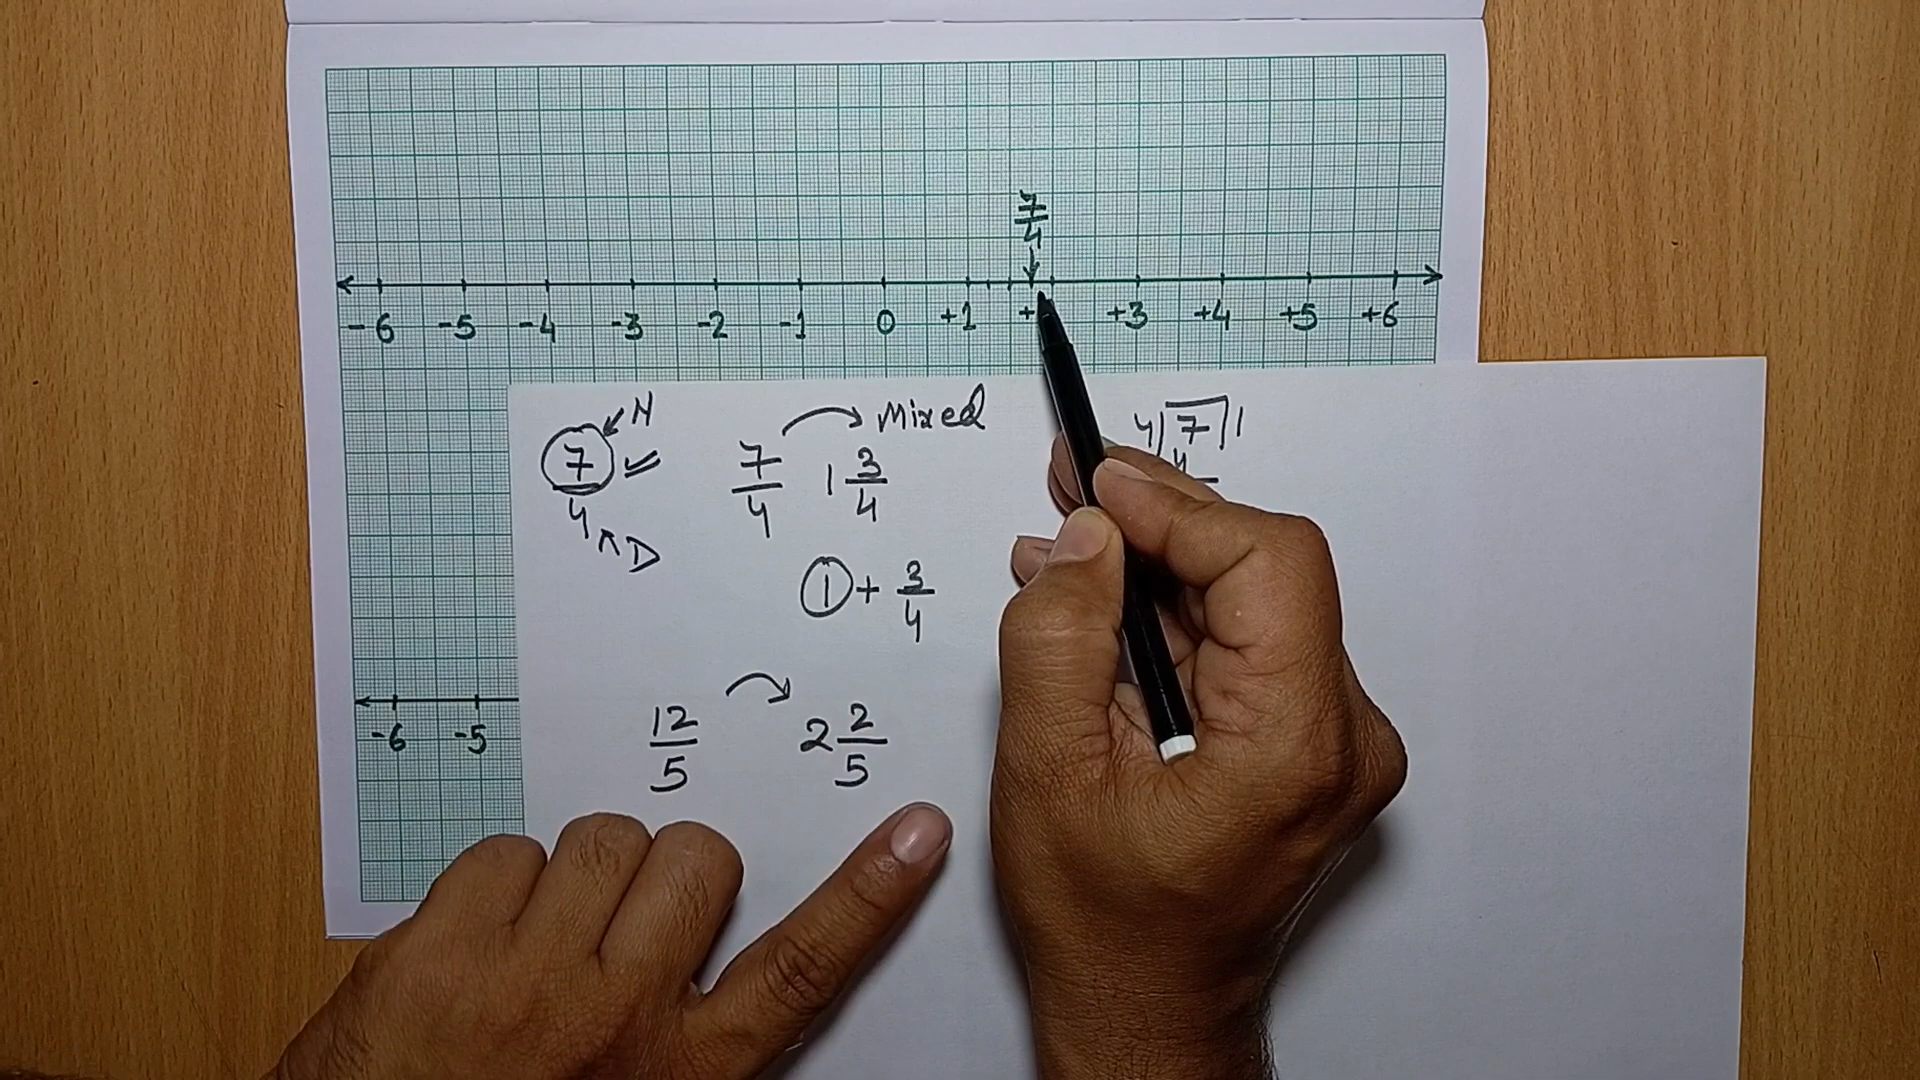 7/4
-6 -5 -4 -3 -2 -1 0 +1 + +3 +4 +5 +6
7/4 N D
7/4 Mixed 1 3/4
4)7(1
4
1 + 3/4
12/5 2 2/5
-6 -5